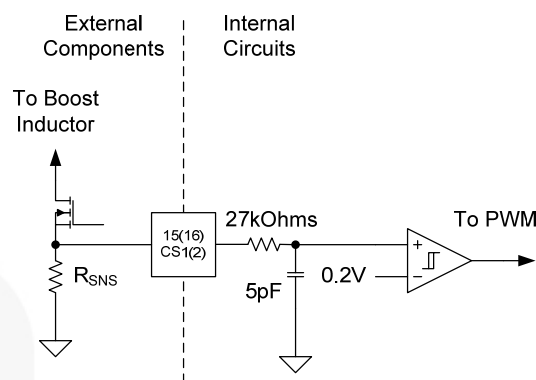 External
Components
Internal
Circuits
To Boost
Inductor
15(16)
CS1(2)
27kOhms
To PWM
+
0.2V
−
RSNS
5pF